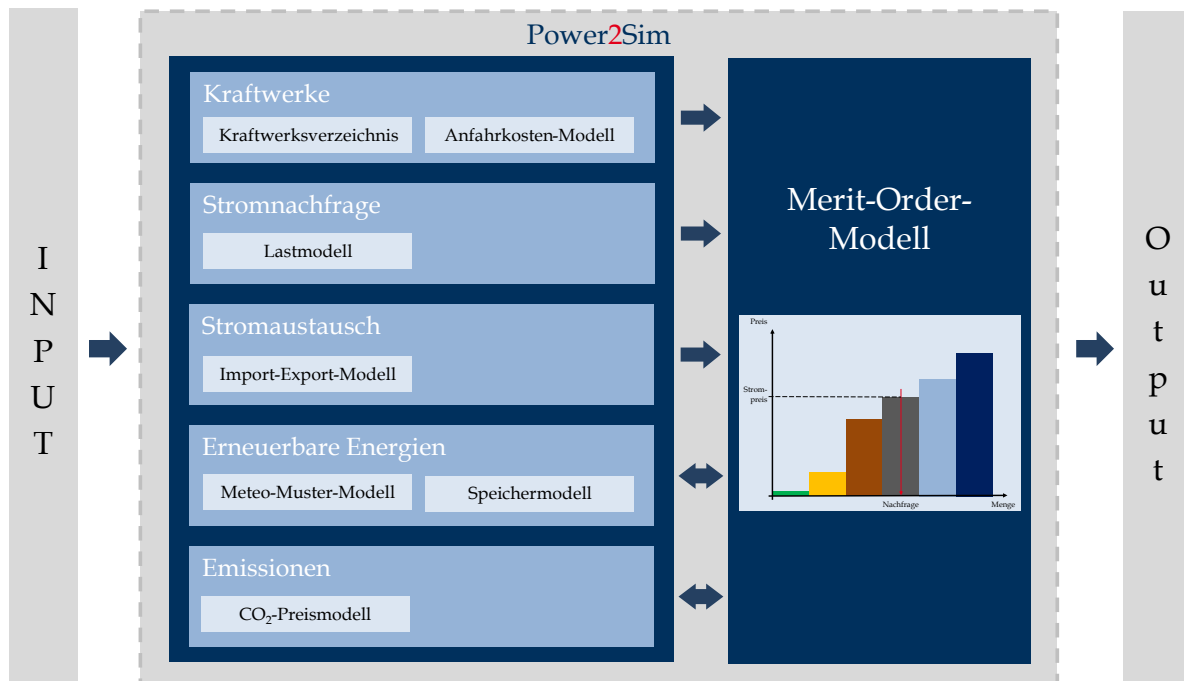 INPUT
Power2Sim
Kraftwerke
Kraftwerksverzeichnis
Anfahrkosten-Modell
Stromnachfrage
Lastmodell
Stromaustausch
Import-Export-Modell
Erneuerbare Energien
Meteo-Muster-Modell
Speichermodell
Emissionen
CO₂-Preismodell
Merit-Order-
Modell
Preis
Strom-
preis
Nachfrage
Menge
Output